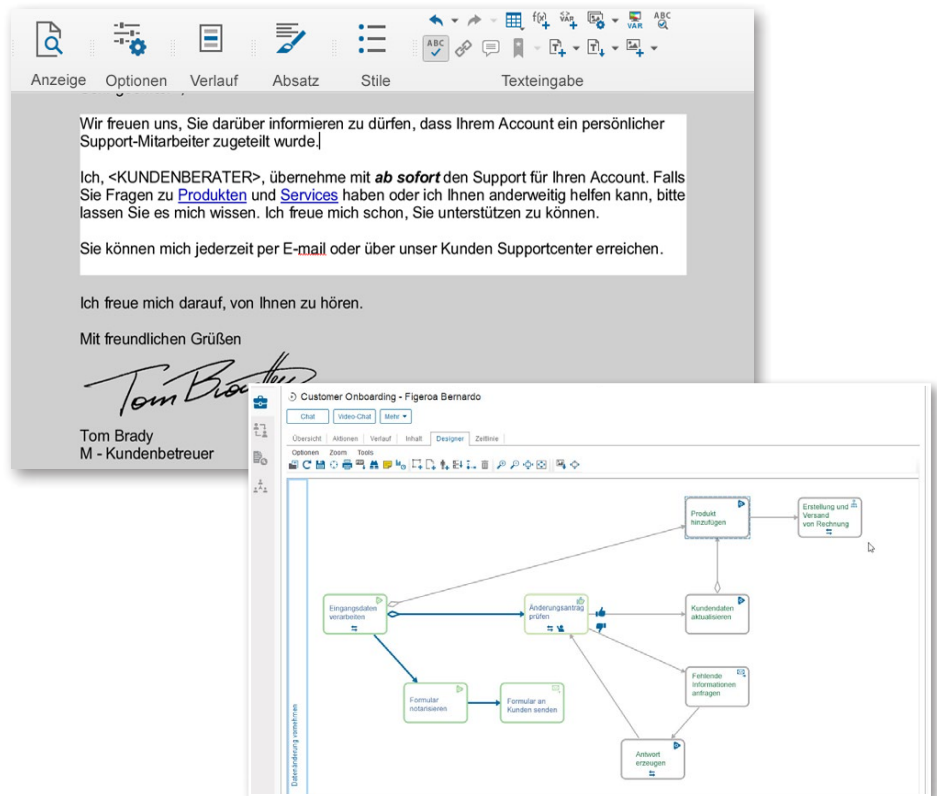 ABC
f(x)
VAR
VAR
ABC
Anzeige
Optionen
Verlauf
Absatz
Stile
Texteingabe
Wir freuen uns, Sie darüber informieren zu dürfen, dass Ihrem Account ein persönlicher
Support-Mitarbeiter zugeteilt wurde.
Ich, <KUNDENBERATER>, übernehme mit ab sofort den Support für Ihren Account. Falls
Sie Fragen zu Produkten und Services haben oder ich Ihnen anderweitig helfen kann, bitte
lassen Sie es mich wissen. Ich freue mich schon, Sie unterstützen zu können.
Sie können mich jederzeit per E-mail oder über unser Kunden Supportcenter erreichen.
Ich freue mich darauf, von Ihnen zu hören.
Mit freundlichen Grüßen
Tom Brady
Tom Brady
M - Kundenbetreuer
Customer Onboarding - Figeroa Bernardo
Chat
Video-Chat
Mehr
Übersicht
Aktionen
Verlauf
Inhalt
Designer
Zeitlinie
Optionen
Zoom
Tools
Produkt
hinzufügen
Erstellung und
Versand
von Rechnung
Eingangsdaten
verarbeiten
Änderungsantrag
prüfen
Kundendaten
aktualisieren
Fehlende
Informationen
anfragen
Formular
notarisieren
Formular an
Kunden senden
Antwort
erzeugen
Datenänderung vornehmen